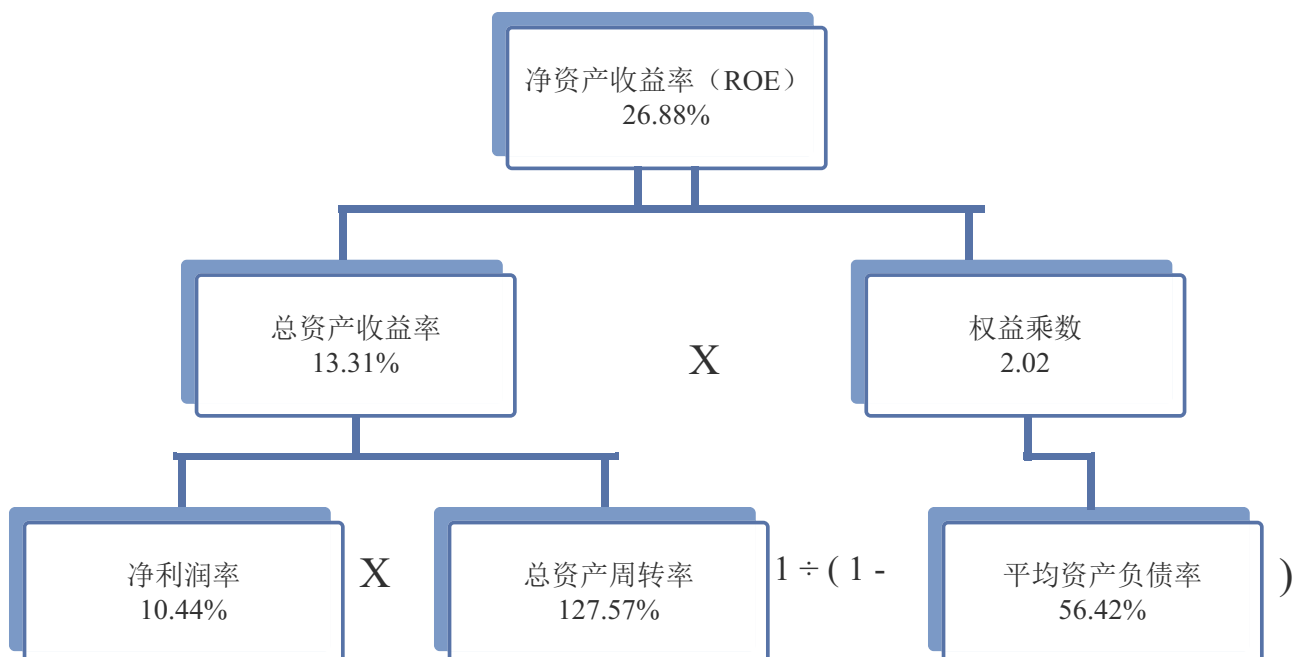 净资产收益率（ROE）
26.88%
总资产收益率
13.31%
X
权益乘数
2.02
净利润率
10.44%
X
总资产周转率
127.57%
1 ÷ ( 1 -
平均资产负债率
56.42%
)